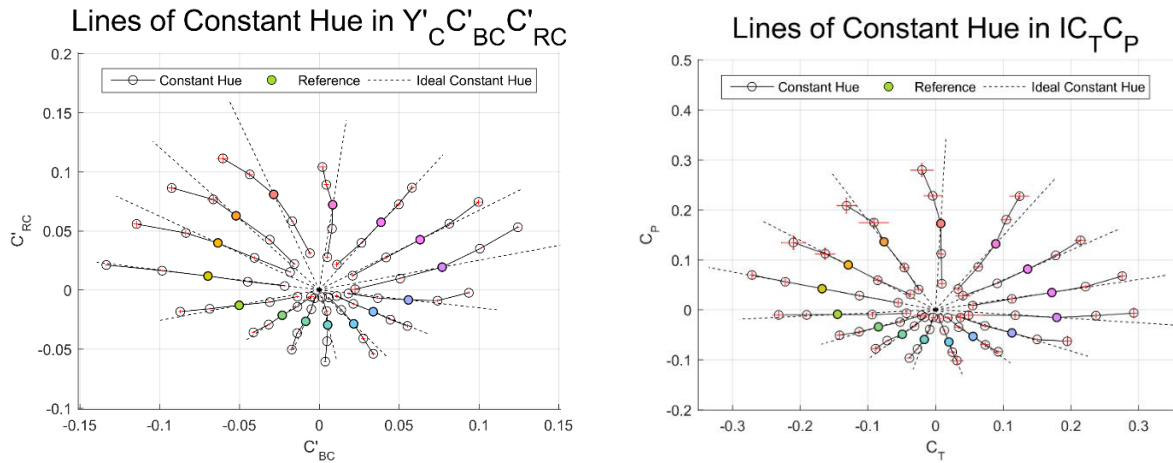 Lines of Constant Hue in Y'CC'BCC'RC
Constant Hue Reference Ideal Constant Hue
0.2
0.15
0.1
0.05
0
-0.05
-0.1
C'RC
-0.15 -0.1 -0.05 0 0.05 0.1 0.15
C'BC
Lines of Constant Hue in ICTCP
Constant Hue Reference Ideal Constant Hue
0.5
0.4
0.3
0.2
0.1
0
-0.1
-0.2
CP
-0.3 -0.2 -0.1 0 0.1 0.2 0.3
CT